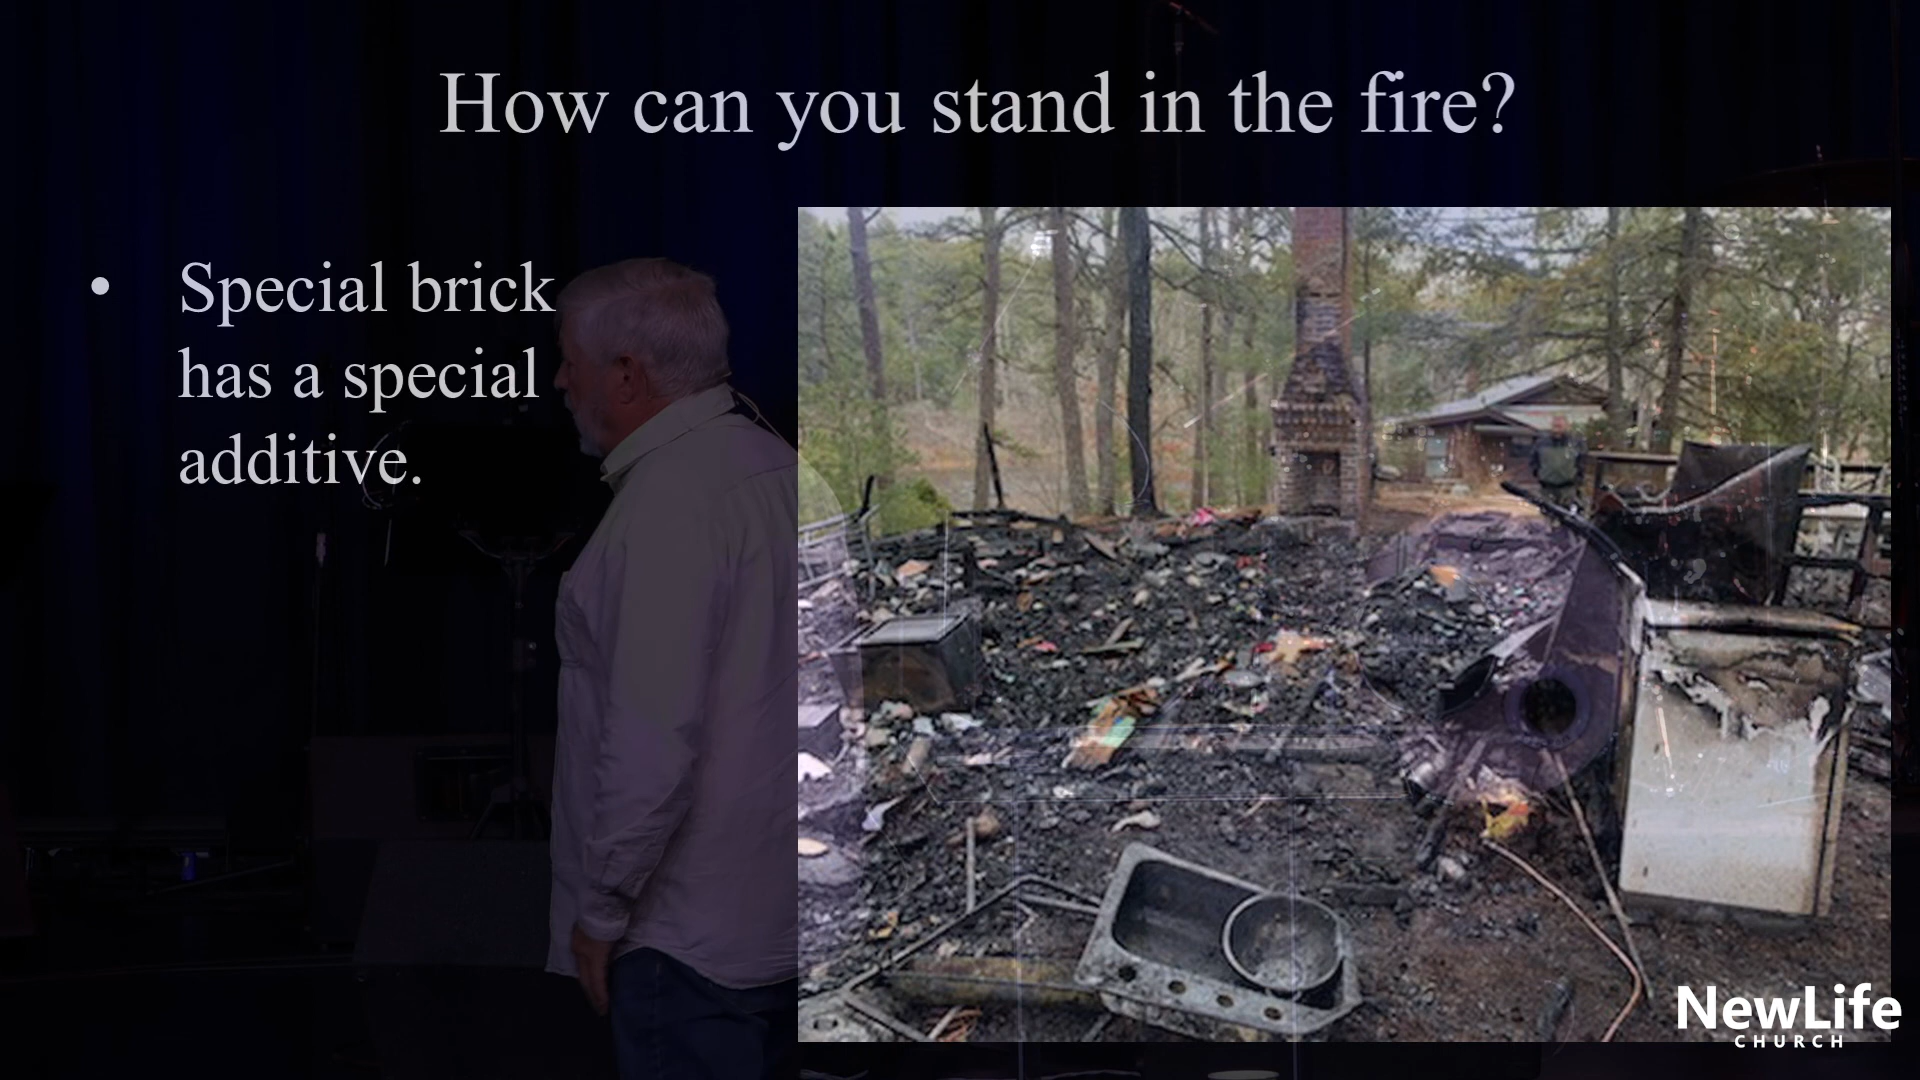 How can you stand in the fire?
• Special brick
has a special
additive.
NewLife
CHURCH